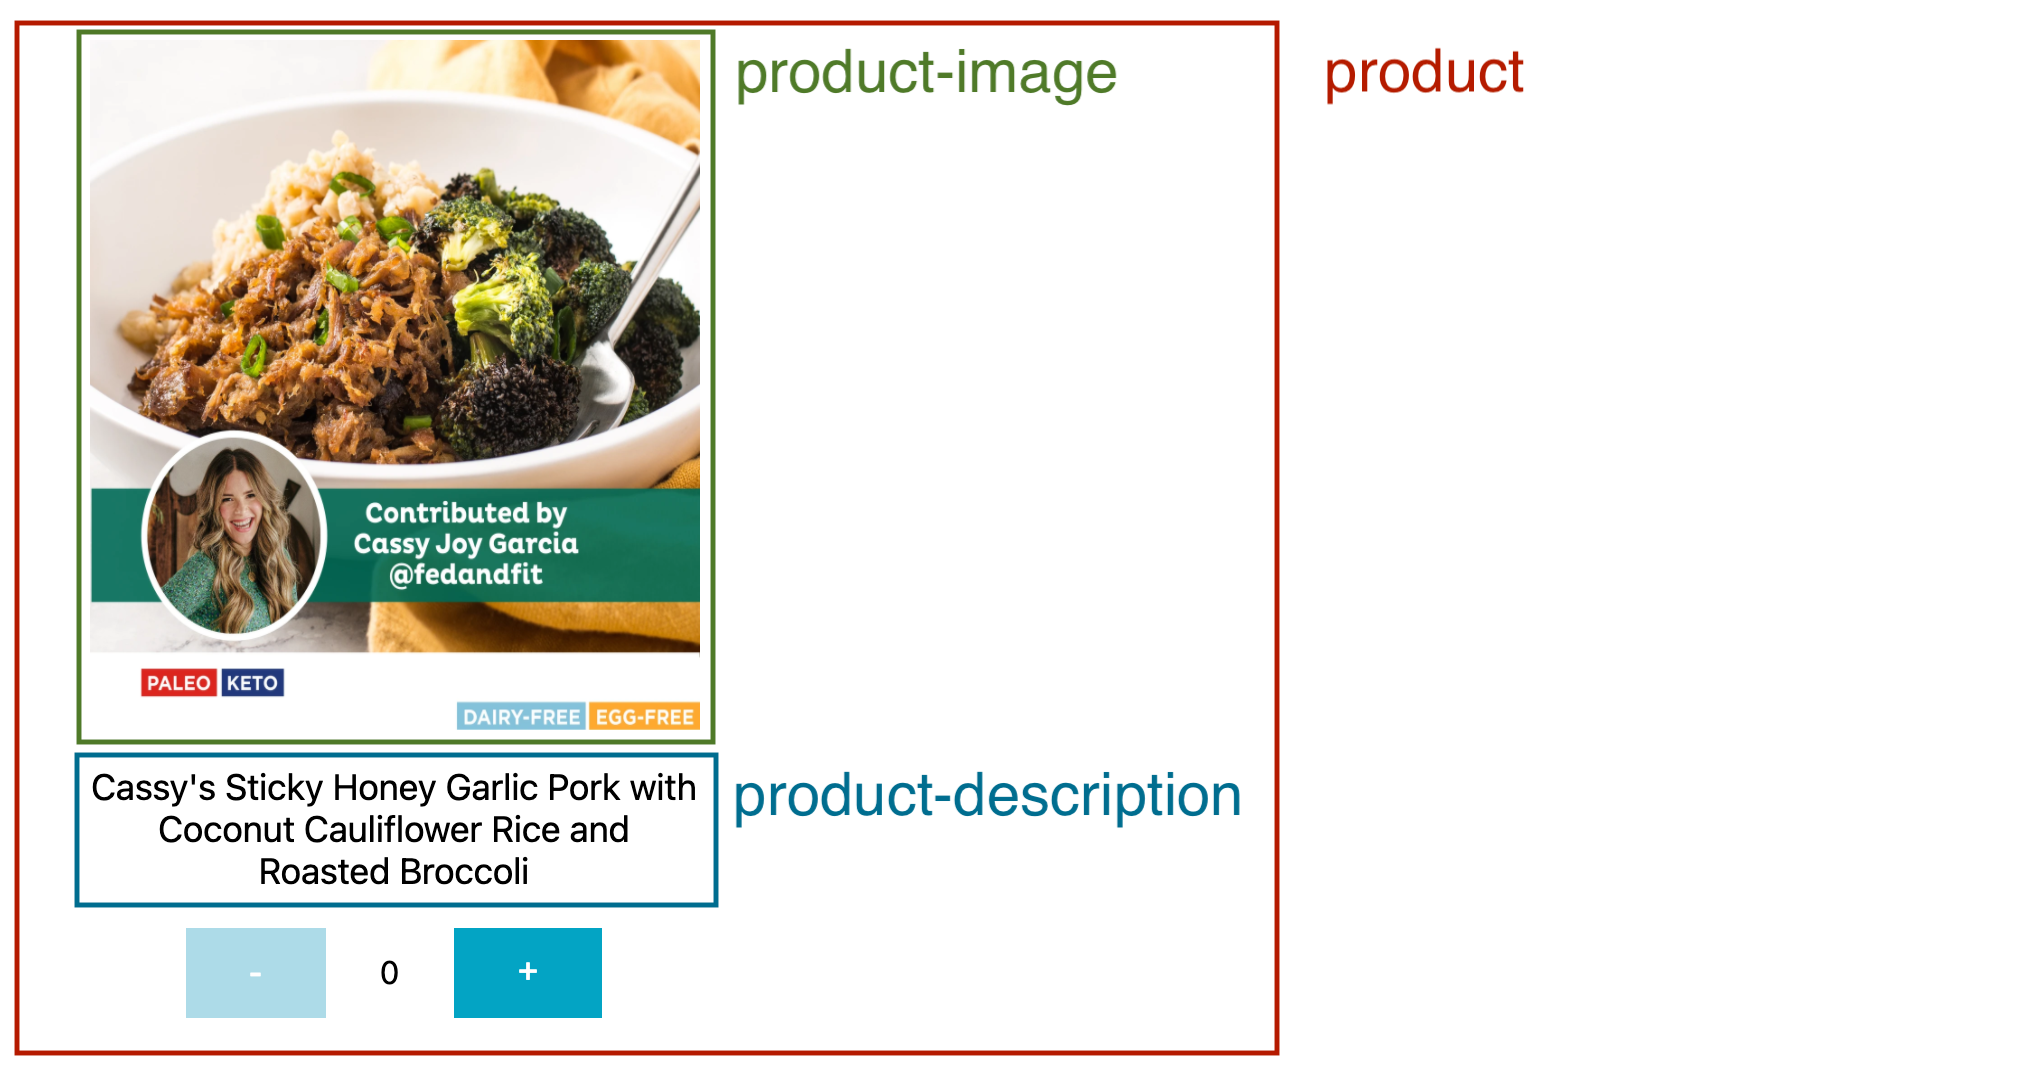 product-image
product
Contributed by
Cassy Joy Garcia
@fedandfit
PALEO KETO
DAIRY-FREE EGG-FREE
Cassy's Sticky Honey Garlic Pork with
Coconut Cauliflower Rice and
Roasted Broccoli
product-description
- 0 +